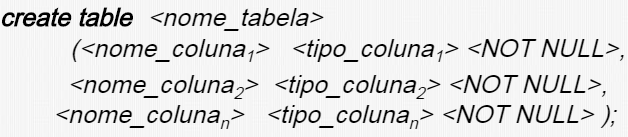 create table <nome_tabela>
(<nome_coluna₁> <tipo_coluna₁> <NOT NULL>,
<nome_coluna₂> <tipo_coluna₂> <NOT NULL>,
<nome_colunaₙ> <tipo_colunaₙ> <NOT NULL> );